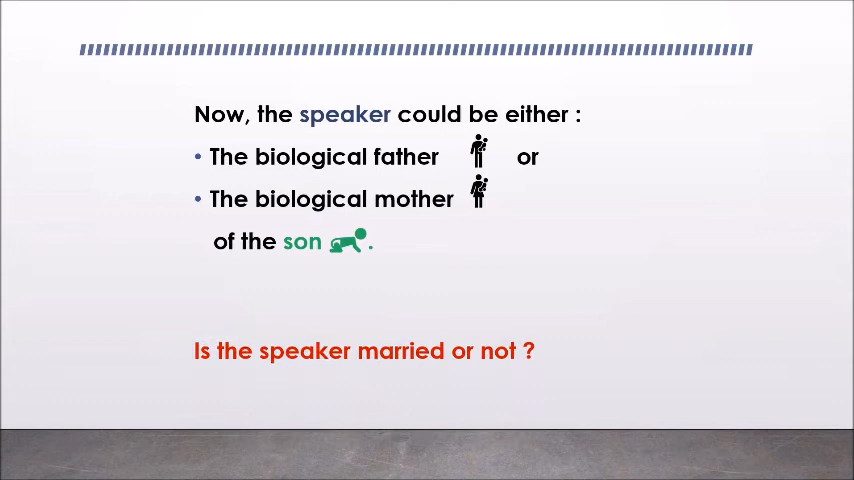 Now, the speaker could be either :
• The biological father or
• The biological mother
of the son .
Is the speaker married or not ?